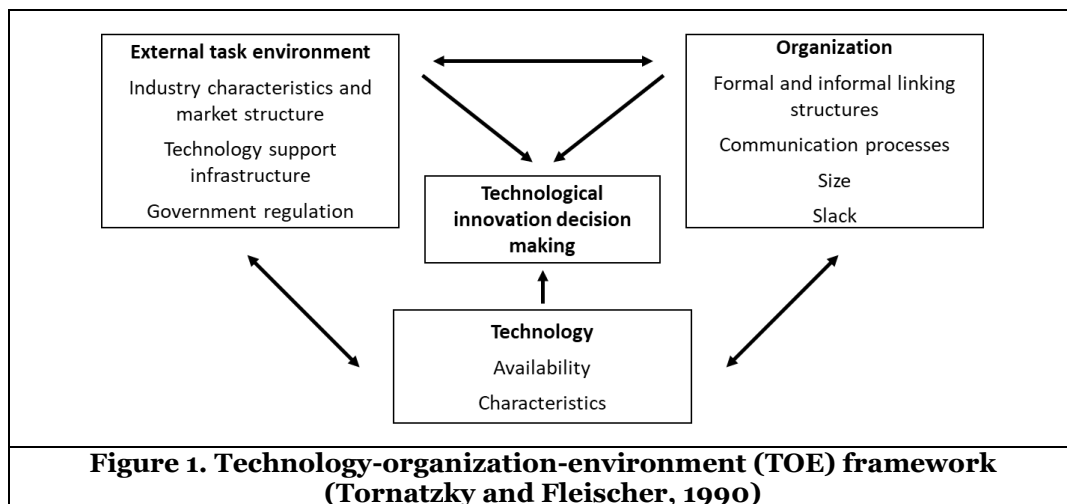 External task environment
Industry characteristics and
market structure
Technology support
infrastructure
Government regulation
Organization
Formal and informal linking
structures
Communication processes
Size
Slack
Technological
innovation decision
making
Technology
Availability
Characteristics
Figure 1. Technology-organization-environment (TOE) framework
(Tornatzky and Fleischer, 1990)